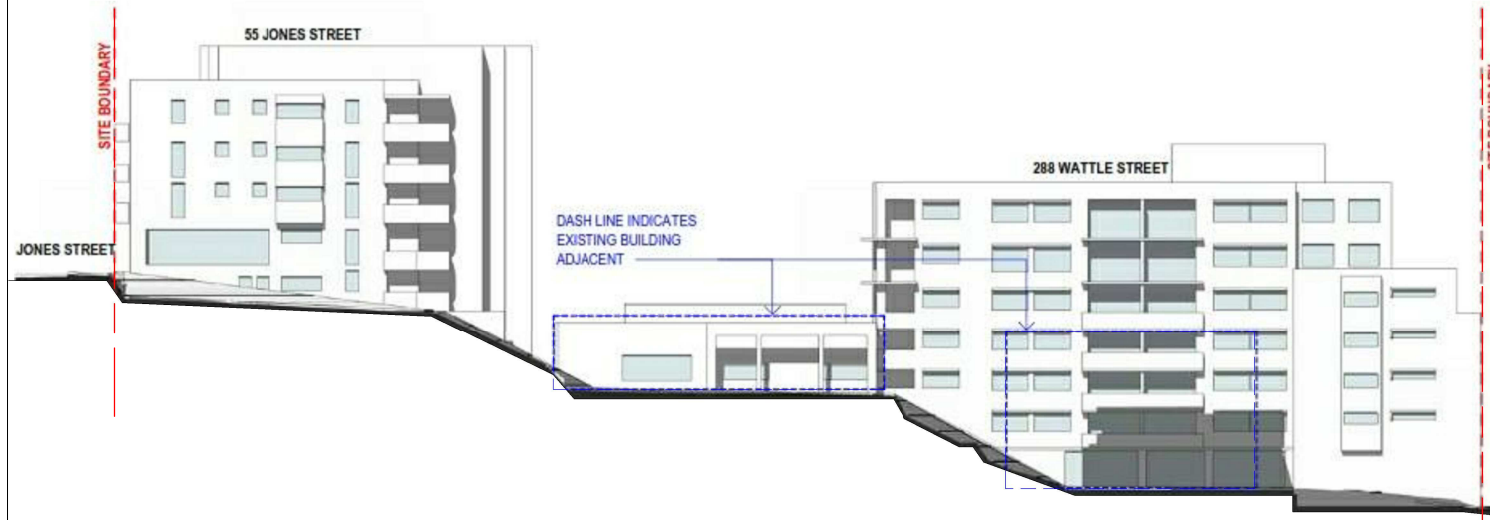 55 JONES STREET
SITE BOUNDARY
JONES STREET
DASH LINE INDICATES
EXISTING BUILDING
ADJACENT
288 WATTLE STREET